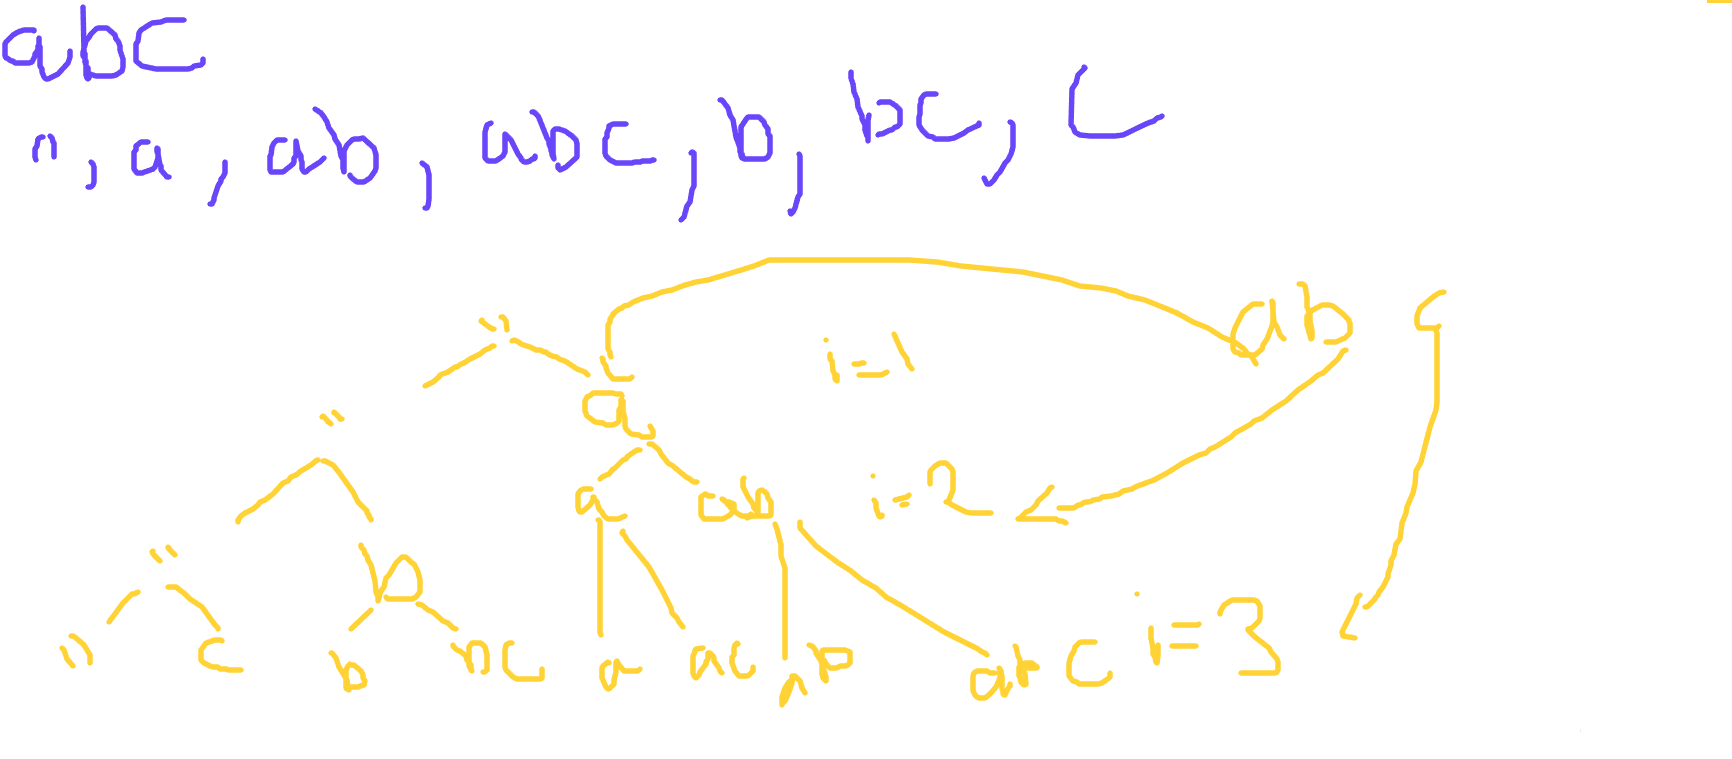 abc
", a, ab, abc, b, bc, c
" i=1 ab c
a
"
a ab i=2
" b
" c b bc a ac ab abc i=3